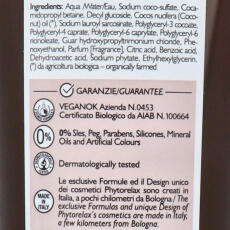 Ingredients: Aqua /Water/Eau, Sodium coco-sulfate, Coca-
midopropyl betaine, Decyl glucoside, Cocos nucifera (Coco-
nut) oil (*), Sodium lauroyl sarcosinate, Polyglyceryl-3 cocoate,
Polyglyceryl-4 caprate, Polyglyceryl-6 caprylate, Polyglyceryl-6
ricinoleate, Guar hydroxypropyltrimonium chloride, Phe-
noxyethanol, Parfum [Fragrance], Citric acid, Benzoic acid,
Dehydroacetic acid, Sodium phytate, Ethylhexylglycerin.
(*) da agricoltura biologica – organically farmed
GARANZIE/GUARANTEE
VEGANOK Azienda N.0453
Certificato Biologico da AIAB N.100664
0% 0% Sles, Peg, Parabens, Silicones, Mineral
Oils and Artificial Colours
Dermatologically tested
Le esclusive Formule ed il Design unico
dei cosmetici Phytorelax sono creati in
Italia, a pochi chilometri da Bologna / The
exclusive Formulas and unique Design of
Phytorelax's cosmetics are made in Italy,
a few kilometers from Bologna.